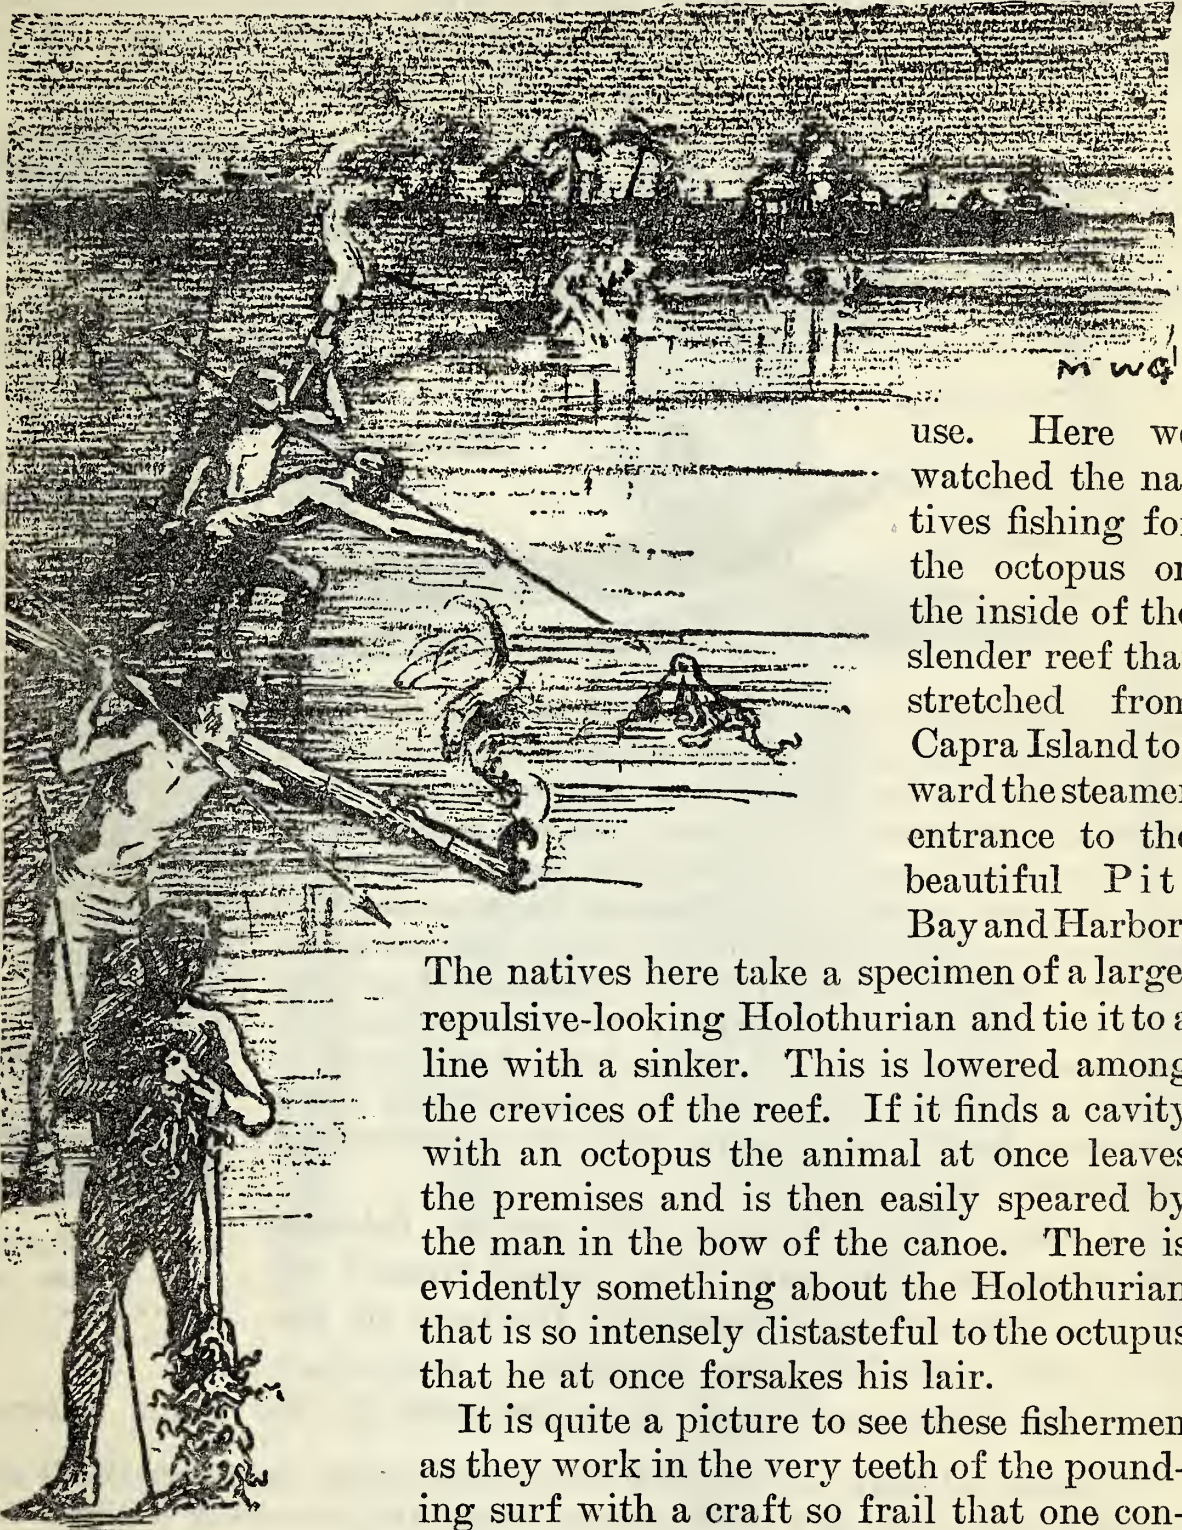 M W G
use. Here we
watched the na
tives fishing for
the octopus on
the inside of the
slender reef that
stretched from
Capra Island to
ward the steamer
entrance to the
beautiful Pit
Bay and Harbor
The natives here take a specimen of a large
repulsive-looking Holothurian and tie it to a
line with a sinker. This is lowered among
the crevices of the reef. If it finds a cavity
with an octopus the animal at once leaves
the premises and is then easily speared by
the man in the bow of the canoe. There is
evidently something about the Holothurian
that is so intensely distasteful to the octupus
that he at once forsakes his lair.
It is quite a picture to see these fishermen
as they work in the very teeth of the pound-
ing surf with a craft so frail that one con-